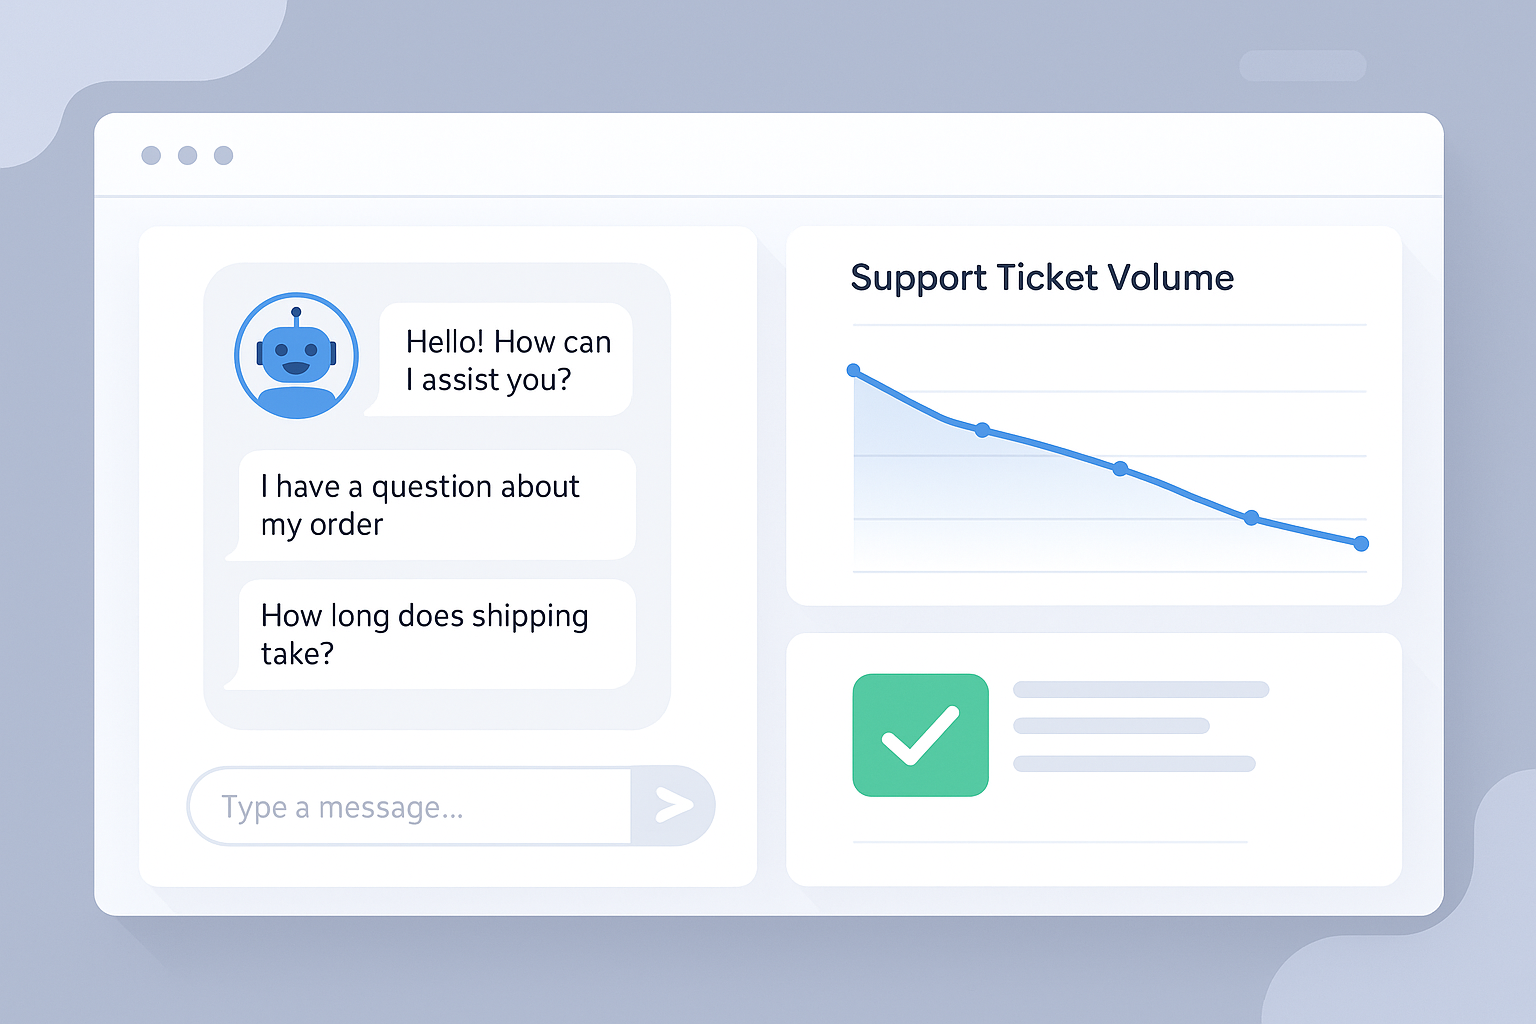 Hello! How can
I assist you?
I have a question about
my order
How long does shipping
take?
Type a message...
Support Ticket Volume